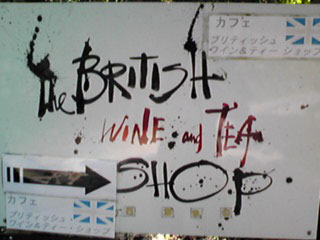 カフェ
ブリティッシュ
ワイン&ティー ショップ
The BRITISH
WINE and TEA
SHOP
カフェ
ブリティッシュ
ワイン&ティー・ショップ